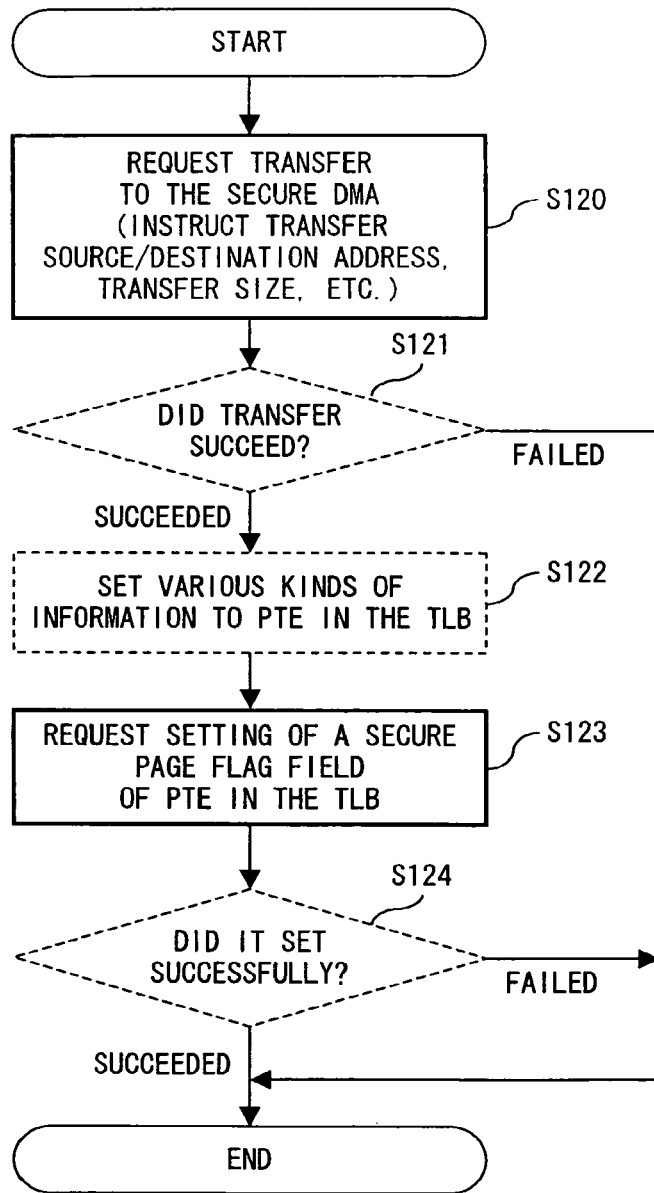 START
REQUEST TRANSFER
TO THE SECURE DMA
(INSTRUCT TRANSFER
SOURCE/DESTINATION ADDRESS,
TRANSFER SIZE, ETC.)
S120
S121
DID TRANSFER
SUCCEED?
FAILED
SUCCEEDED
S122
SET VARIOUS KINDS OF
INFORMATION TO PTE IN THE TLB
S123
REQUEST SETTING OF A SECURE
PAGE FLAG FIELD
OF PTE IN THE TLB
S124
DID IT SET
SUCCESSFULLY?
FAILED
SUCCEEDED
END